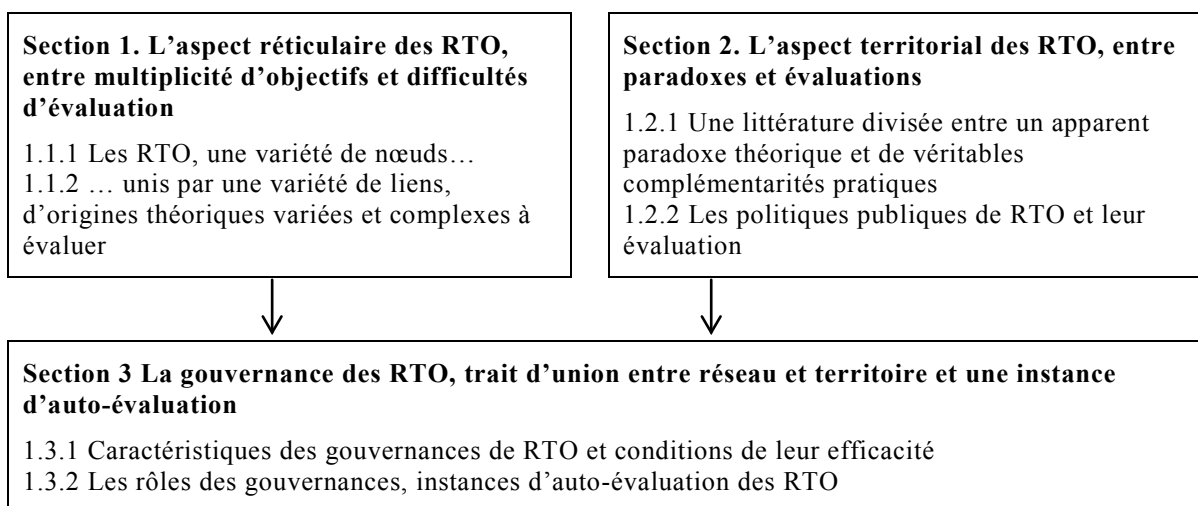 Section 1. L’aspect réticulaire des RTO,
entre multiplicité d’objectifs et difficultés
d’évaluation
1.1.1 Les RTO, une variété de nœuds…
1.1.2 … unis par une variété de liens,
d’origines théoriques variées et complexes à
évaluer
Section 2. L’aspect territorial des RTO, entre
paradoxes et évaluations
1.2.1 Une littérature divisée entre un apparent
paradoxe théorique et de véritables
complémentarités pratiques
1.2.2 Les politiques publiques de RTO et leur
évaluation
Section 3 La gouvernance des RTO, trait d’union entre réseau et territoire et une instance
d’auto-évaluation
1.3.1 Caractéristiques des gouvernances de RTO et conditions de leur efficacité
1.3.2 Les rôles des gouvernances, instances d’auto-évaluation des RTO